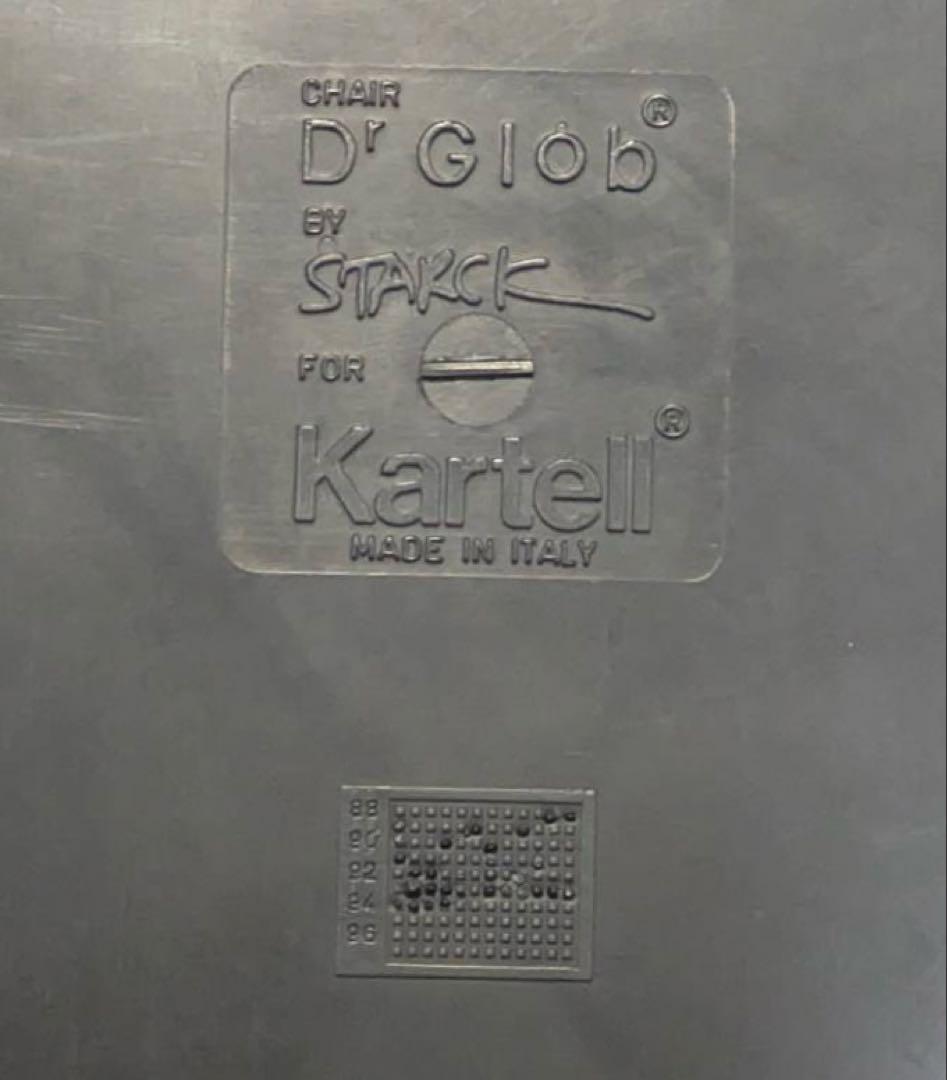 CHAIR
Dr Glob®
BY
STARCK
FOR
Kartell®
MADE IN ITALY
88
90
92
94
96